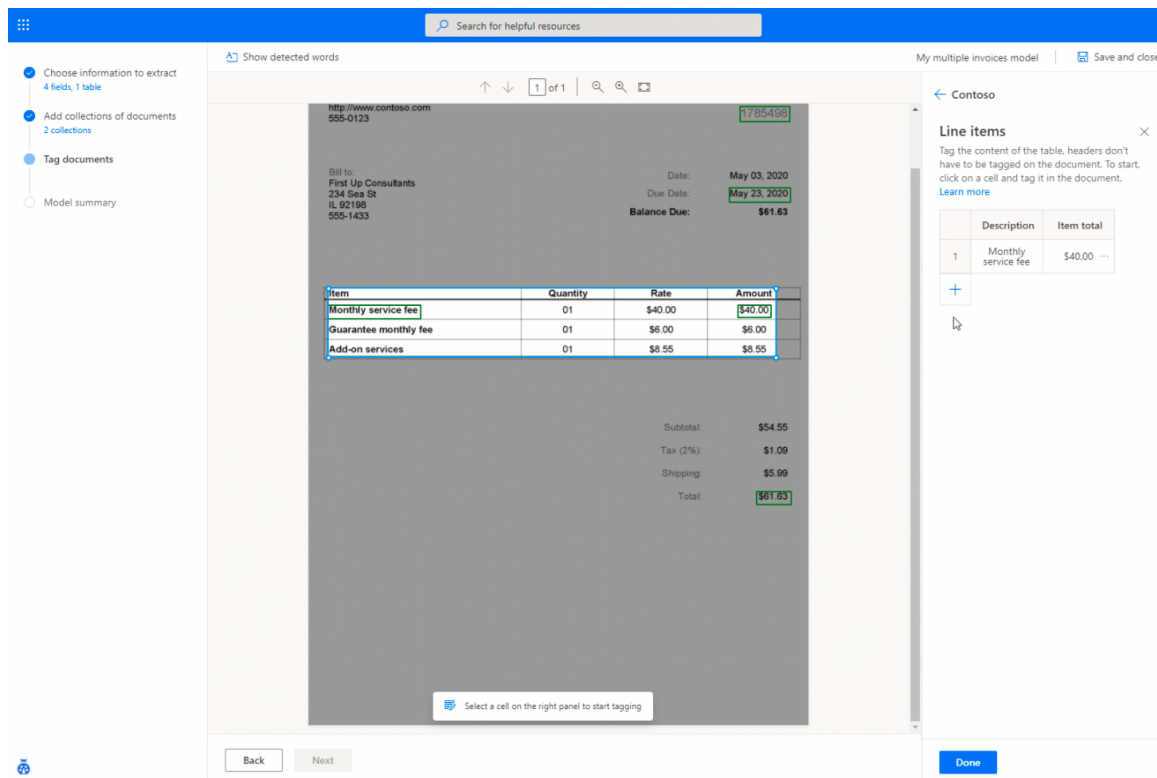 Search for helpful resources
Choose information to extract
4 fields, 1 table
Add collections of documents
2 collections
Tag documents
Model summary
Show detected words
My multiple invoices model
Save and close
1 of 1
http://www.contoso.com
555-0123
1785498
Bill to:
First Up Consultants
234 Sea St
IL 92198
555-1433
Date: May 03, 2020
Due Date: May 23, 2020
Balance Due: $61.63
Item Quantity Rate Amount
Monthly service fee 01 $40.00 $40.00
Guarantee monthly fee 01 $6.00 $6.00
Add-on services 01 $8.55 $8.55
Subtotal: $54.55
Tax (2%): $1.09
Shipping: $5.99
Total: $61.63
Select a cell on the right panel to start tagging
Back
Next
Contoso
Line items
Tag the content of the table, headers don't
have to be tagged on the document. To start,
click on a cell and tag it in the document.
Learn more
Description Item total
1 Monthly service fee $40.00 ...
Done